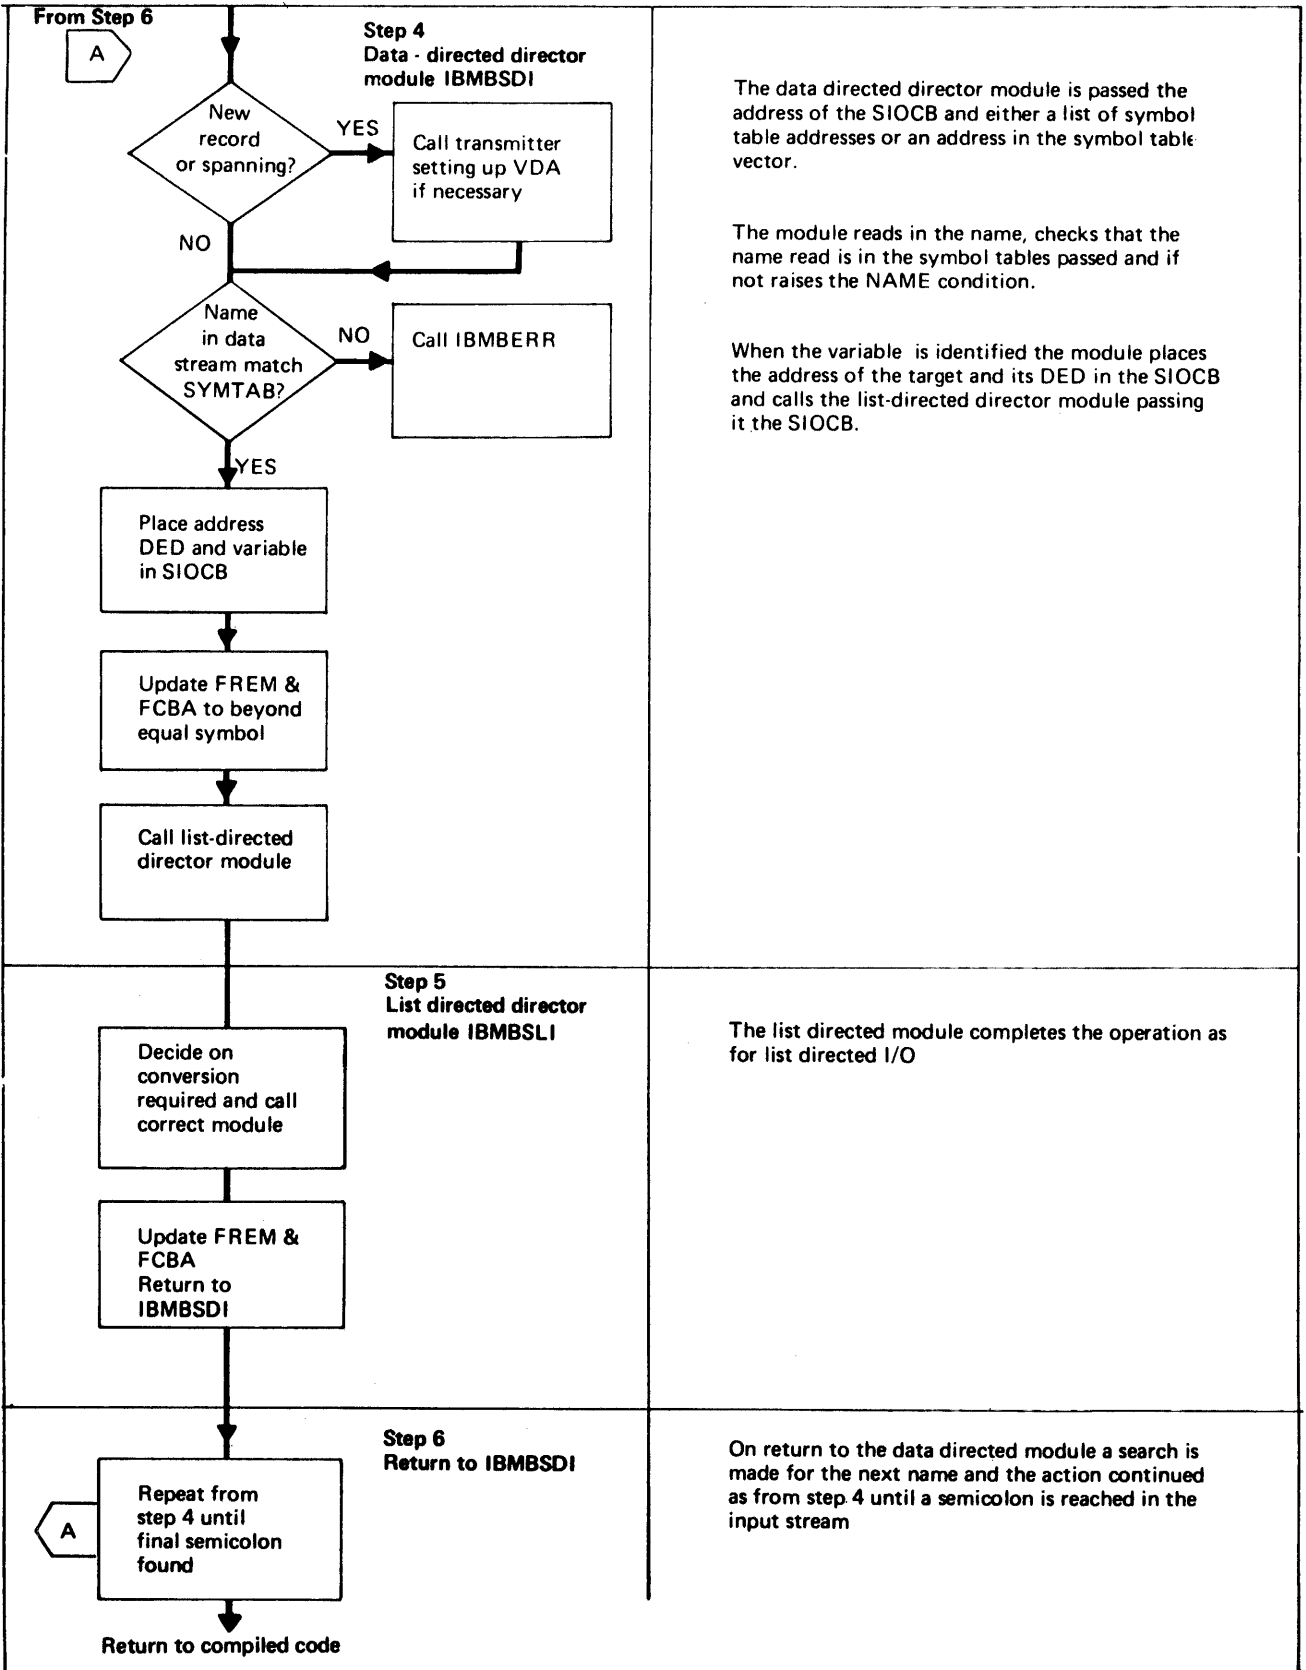 From Step 6
A
Step 4
Data - directed director
module IBMBSDI
New
record
or spanning?
YES
Call transmitter
setting up VDA
if necessary
NO
Name
in data
stream match
SYMTAB?
NO
Call IBMBERR
YES
Place address
DED and variable
in SIOCB
Update FREM &
FCBA to beyond
equal symbol
Call list-directed
director module
The data directed director module is passed the
address of the SIOCB and either a list of symbol
table addresses or an address in the symbol table
vector.
The module reads in the name, checks that the
name read is in the symbol tables passed and if
not raises the NAME condition.
When the variable is identified the module places
the address of the target and its DED in the SIOCB
and calls the list-directed director module passing
it the SIOCB.
Step 5
List directed director
module IBMBSLI
Decide on
conversion
required and call
correct module
Update FREM &
FCBA
Return to
IBMBSDI
The list directed module completes the operation as
for list directed I/O
Step 6
Return to IBMBSDI
A
Repeat from
step 4 until
final semicolon
found
Return to compiled code
On return to the data directed module a search is
made for the next name and the action continued
as from step 4 until a semicolon is reached in the
input stream